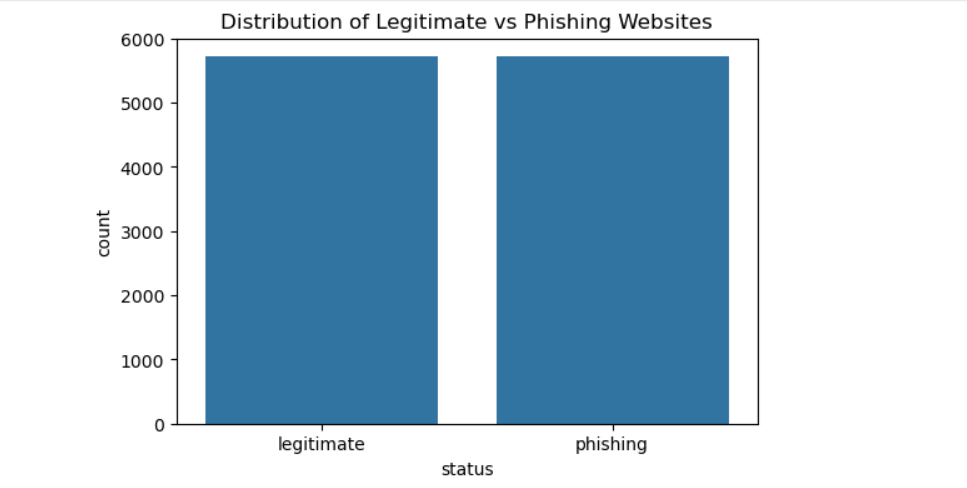 Distribution of Legitimate vs Phishing Websites
6000
5000
4000
3000
2000
1000
0
count
legitimate phishing
status